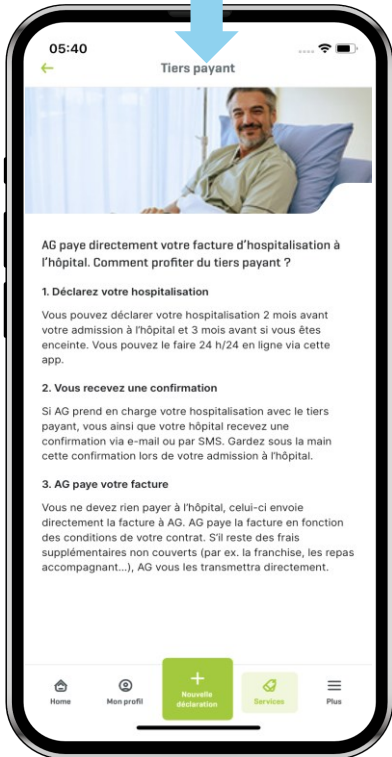 05:40
Tiers payant
AG paye directement votre facture d'hospitalisation à
l'hôpital. Comment profiter du tiers payant ?
1. Déclarez votre hospitalisation
Vous pouvez déclarer votre hospitalisation 2 mois avant
votre admission à l'hôpital et 3 mois avant si vous êtes
enceinte. Vous pouvez le faire 24 h/24 en ligne via cette
app.
2. Vous recevez une confirmation
Si AG prend en charge votre hospitalisation avec le tiers
payant, vous ainsi que votre hôpital recevez une
confirmation via e-mail ou par SMS. Gardez sous la main
cette confirmation lors de votre admission à l'hôpital.
3. AG paye votre facture
Vous ne devez rien payer à l'hôpital, celui-ci envoie
directement la facture à AG. AG paye la facture en fonction
des conditions de votre contrat. S'il reste des frais
supplémentaires non couverts (par ex. la franchise, les repas
accompagnant...), AG vous les transmettra directement.
Home
Mon profil
Nouvelle
déclaration
Services
Plus